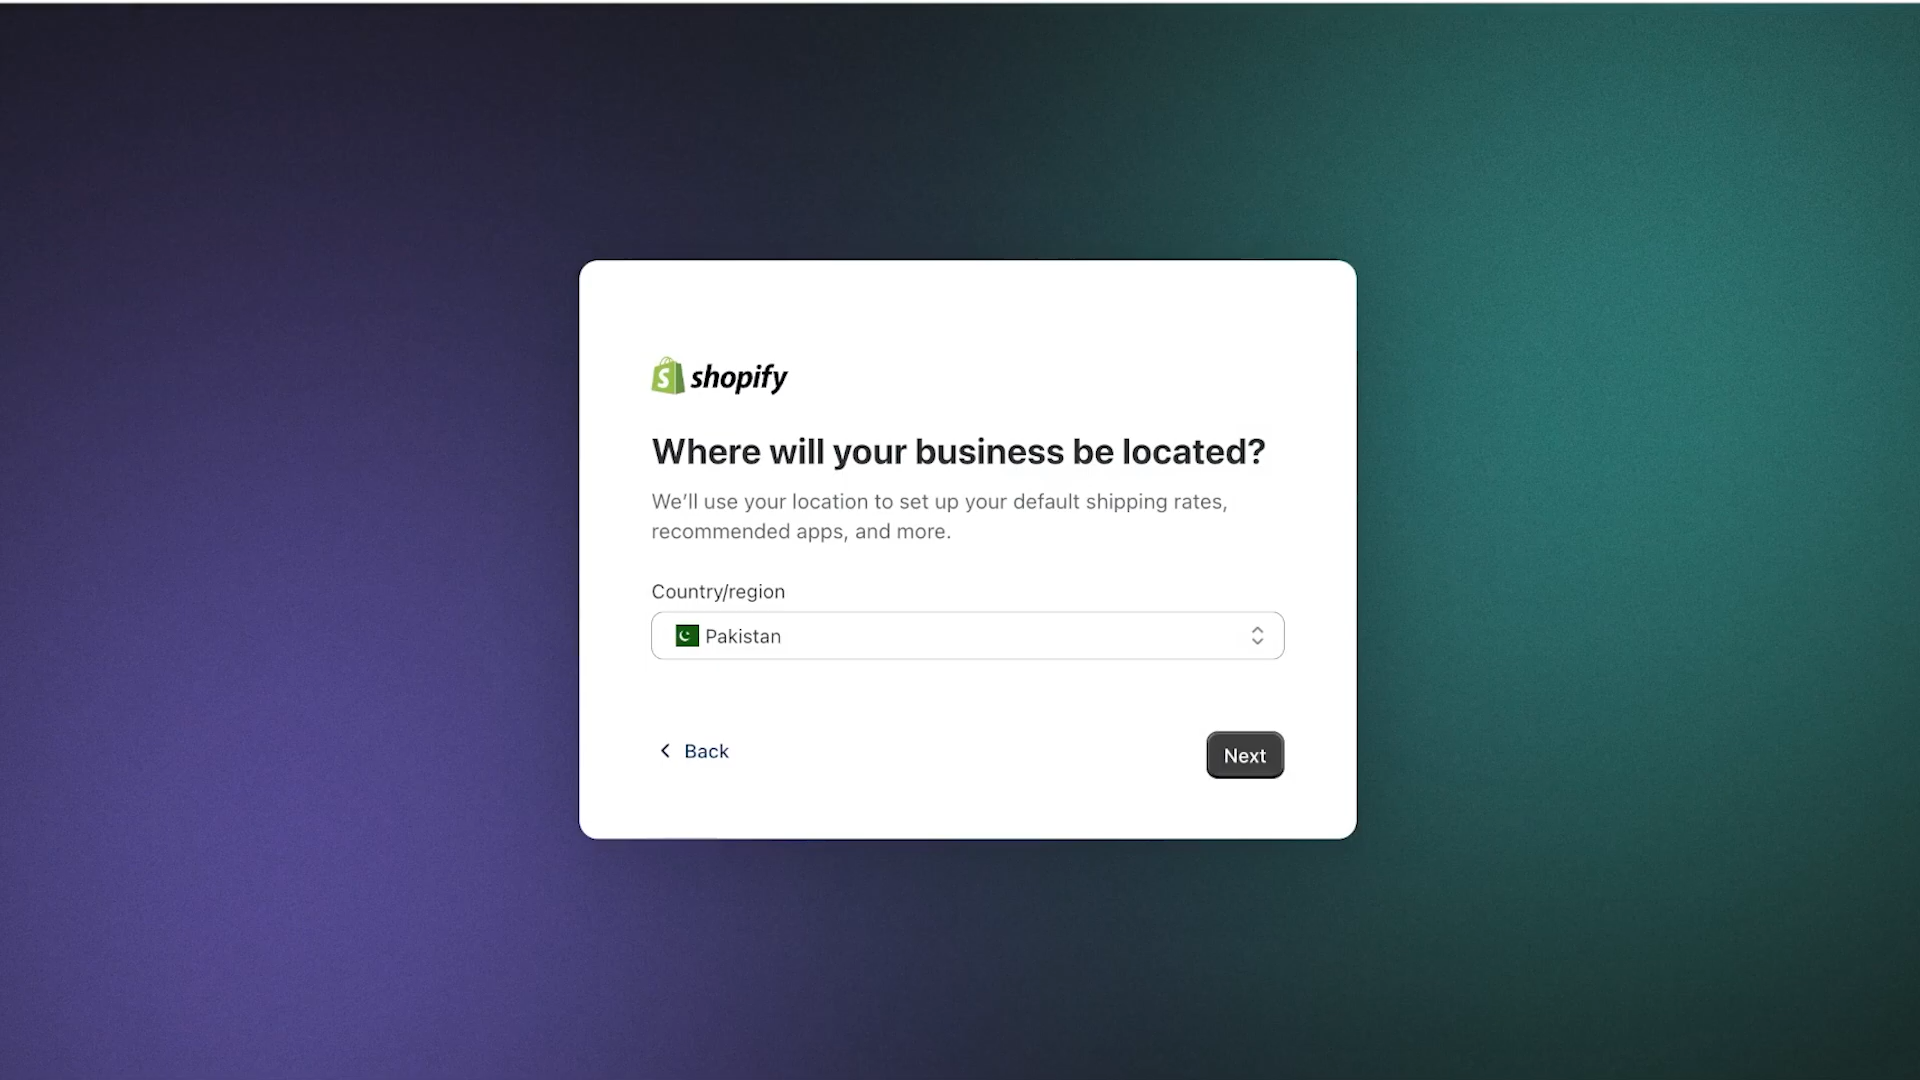 shopify
Where will your business be located?
We’ll use your location to set up your default shipping rates,
recommended apps, and more.
Country/region
Pakistan
Back
Next